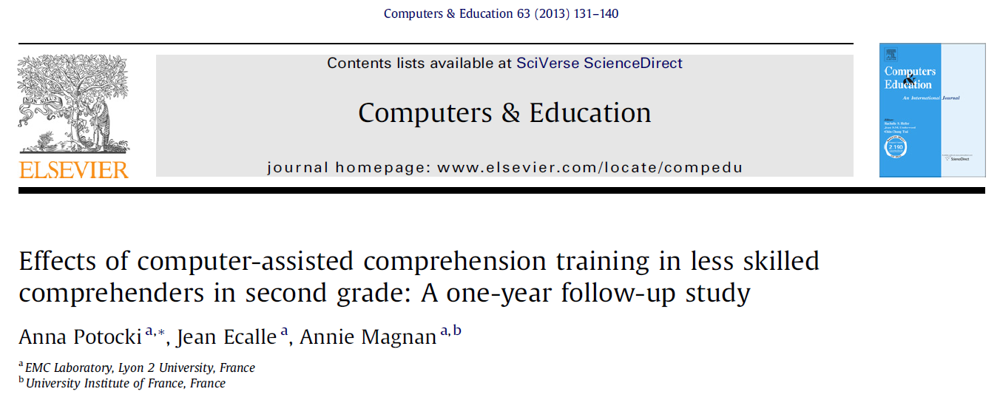 Computers & Education 63 (2013) 131–140
Contents lists available at SciVerse ScienceDirect
Computers & Education
journal homepage: www.elsevier.com/locate/compedu
NON SOLUS
ELSEVIER
Computers
&
Education
An International Journal
2.190
ScienceDirect
Effects of computer-assisted comprehension training in less skilled
comprehenders in second grade: A one-year follow-up study
Anna Potocki a,*, Jean Ecalle a, Annie Magnan a,b
a EMC Laboratory, Lyon 2 University, France
b University Institute of France, France